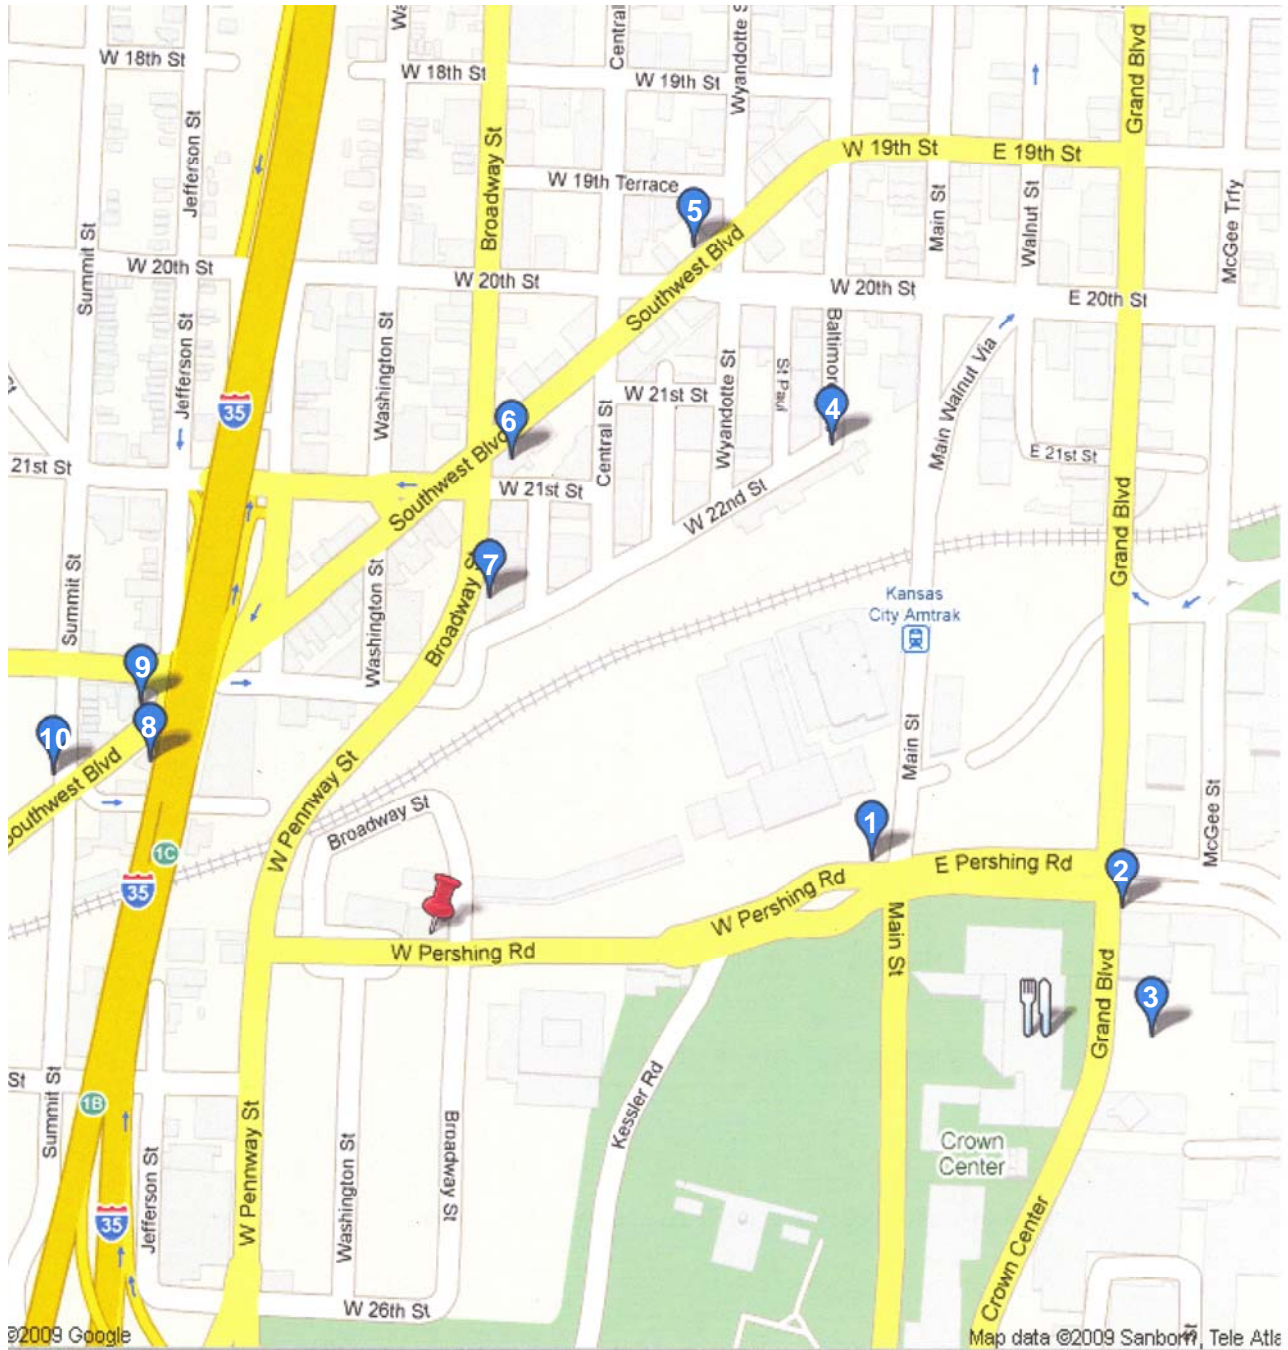 Wa
Central
Wyandotte S
Grand Blvd
W 18th St
W 18th St
W 19th St
Jefferson St
Broadway St
W 19th St
E 19th St
W 19th Terrace
5
Main St
Walnut St
McGee Trfy
Summit St
W 20th St
W 20th St
Southwest Blvd
W 20th St
E 20th St
Jefferson St
Washington St
Baltimor
Main Walnut Via
35
W 21st St
Wyandotte St
St Paul
4
6
Central St
21st St
Southwest Blvd
W 21st St
W 22nd St
E 21st St
Grand Blvd
7
Summit St
Washington St
Broadway St
Kansas
City Amtrak
9
8
10
Southwest Blvd
Main St
W Pennway St
Broadway St
McGee St
1
1C
35
E Pershing Rd
2
W Pershing Rd
Main St
W Pershing Rd
Grand Blvd
3
St
Summit St
1B
Kessler Rd
W Pennway St
Washington St
Broadway St
Crown
Center
Jefferson St
35
Crown Center
W 26th St
St
©2009 Google
Map data ©2009 Sanborn, Tele Atla